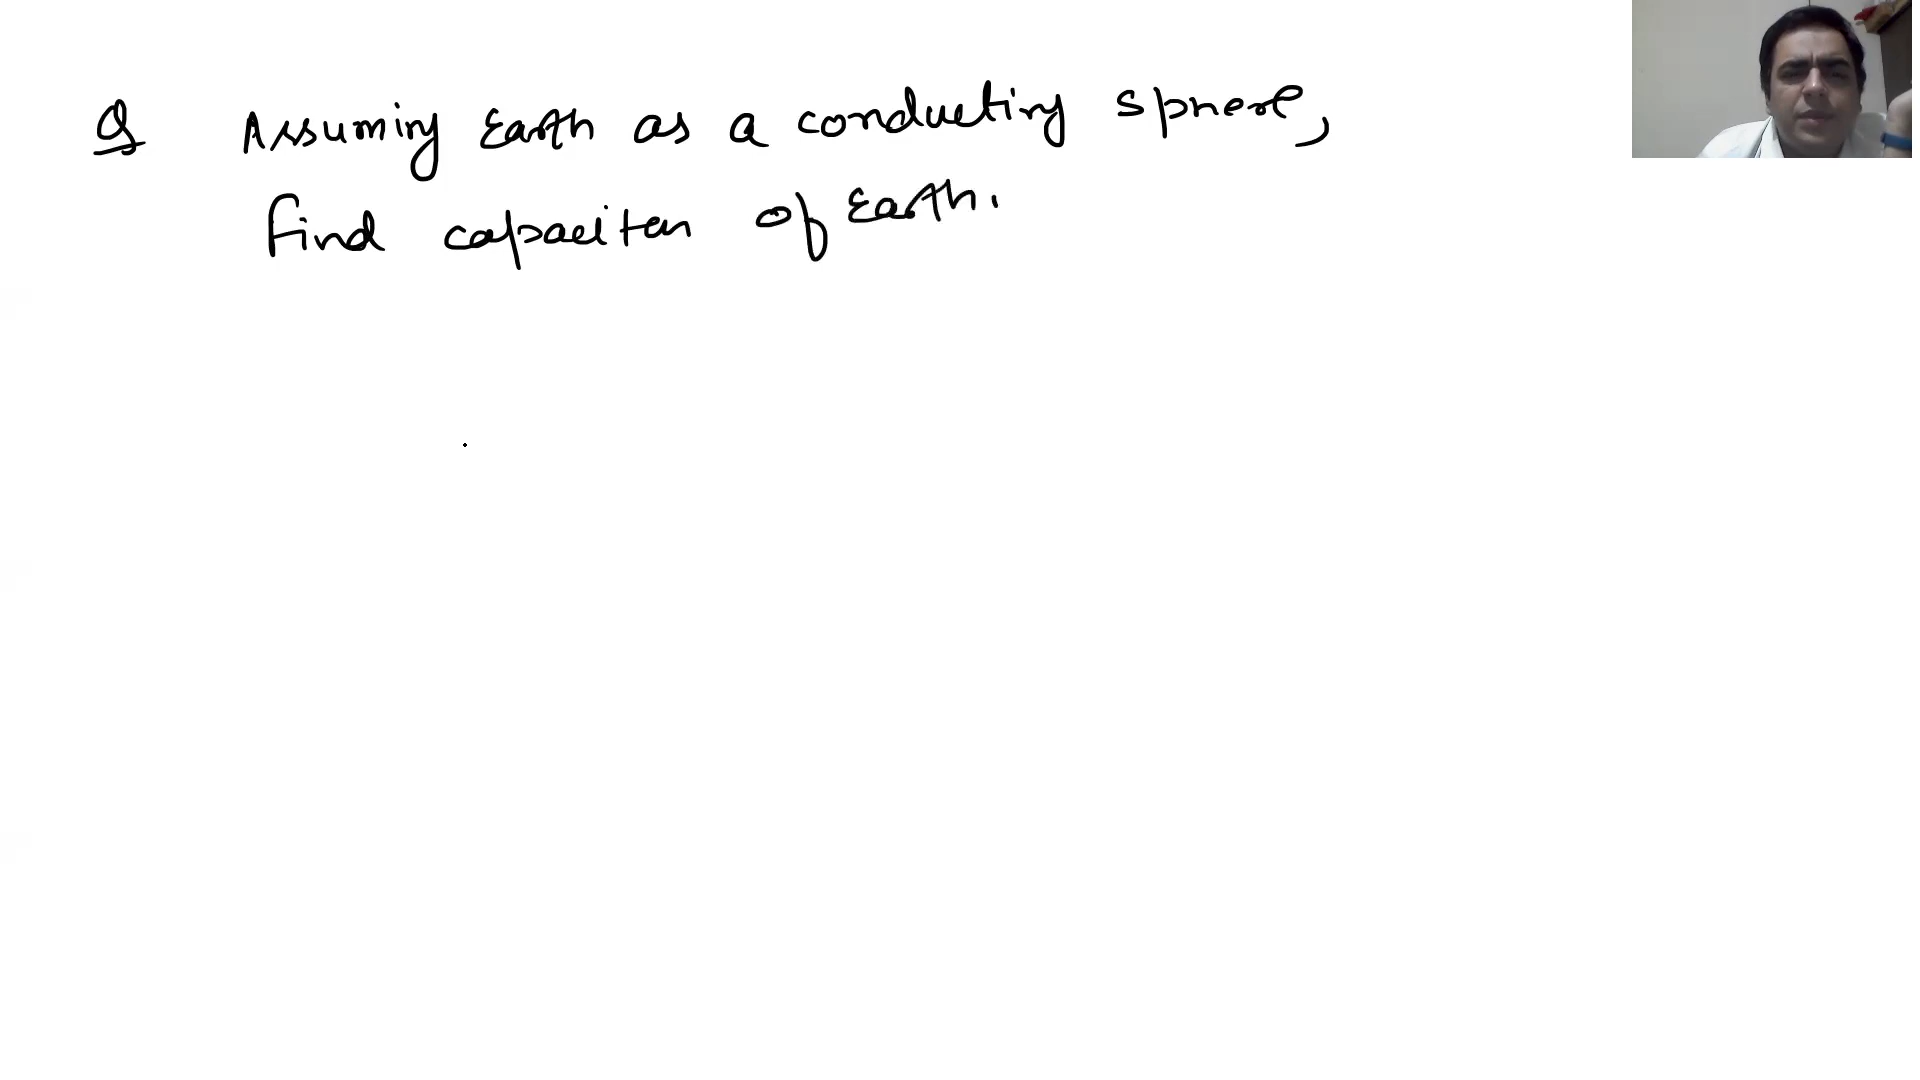 Q Assuming Earth as a conducting sphere,
find capaciten of Earth.